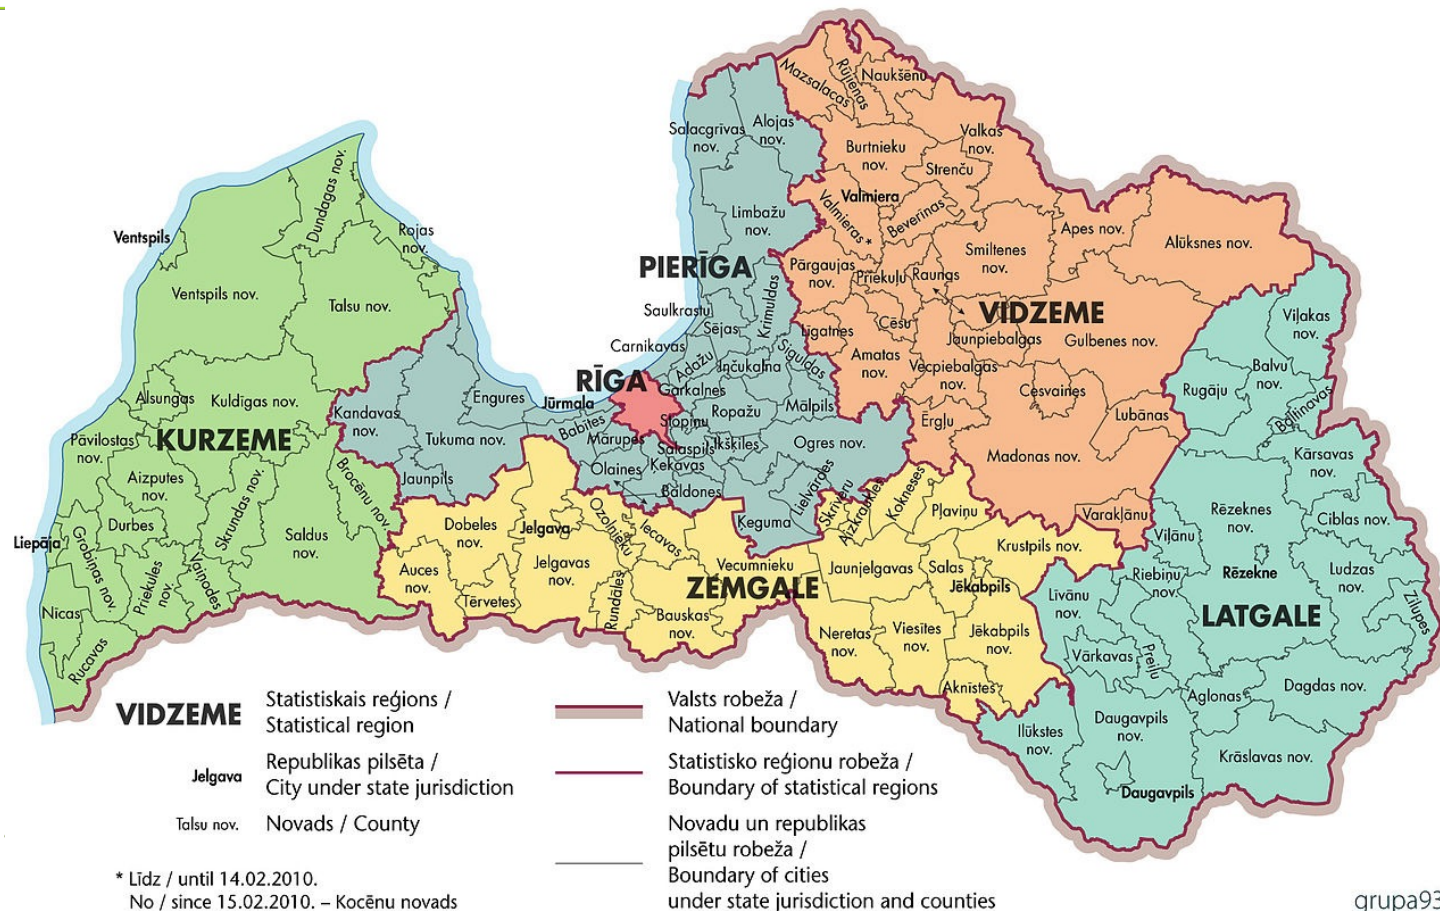 Mazsalacas
Rūjienas
Naukšēnu
Salacgrīvas
nov.
Alojas
nov.
Burtnieku
nov.
Valkas
nov.
Strenču
Valmiera
Valmieras *
Beverīnas
Limbažu
nov.
Dundagas nov.
Rojas
nov.
Ventspils
Ventspils nov.
Talsu nov.
PIERĪGA
Pārgaujas
nov.
Priekuļu
Raunas
Smiltenes
nov.
Apes nov.
Alūksnes nov.
Saulkrastu
Sējas
Krimuldas
VIDZEME
Viļakas
nov.
Carnikavas
Ādažu
Inčukalna
Siguldas
Līgatnes
Cēsu
Amatas
nov.
Jaunpiebalgas
Vecpiebalgas
nov.
Gulbenes nov.
RĪGA
Garkalnes
Jūrmala
Engures
Kandavas
nov.
Tukuma nov.
Jaunpils
Babītes
Mārupes
Stopiņu
Ropažu
Mālpils
Salaspils
Ikšķiles
Ogres nov.
Olaines
Ķekavas
Baldones
Ķeguma
Lielvārdes
Ērgļu
Cesvaines
Lubānas
Madonas nov.
Varakļānu
Rugāju
Balvu
nov.
Baltinavas
Kārsavas
nov.
Alsungas
Kuldīgas nov.
KURZEME
Pāvilostas
nov.
Aizputes
nov.
Skrundas nov.
Brocēnu nov.
Durbes
Saldus
nov.
Liepāja
Grobiņas nov.
Priekules
nov.
Vaiņodes
Nīcas
Rucavas
Dobeles
nov.
Jelgava
Jelgavas
nov.
Ozolnieku
Iecavas
Auces
nov.
Tērvetes
Rundāles
Bauskas
nov.
Vecumnieku
ZEMGALE
Skrīveru
Aizkraukles
Kokneses
Pļaviņu
Krustpils nov.
Jaunjelgavas
Salas
Jēkabpils
Neretas
nov.
Viesītes
nov.
Jēkabpils
nov.
Aknīstes
Viļānu
Rēzeknes
nov.
Ciblas nov.
Riebiņu
nov.
Rēzekne
Ludzas
nov.
Zilupes
Līvānu
nov.
LATGALE
Vārkavas
Preiļu
Aglonas
Dagdas nov.
Ilūkstes
nov.
Daugavpils
nov.
Krāslavas nov.
Daugavpils
VIDZEME
Statistiskais reģions /
Statistical region
Jelgava
Republikas pilsēta /
City under state jurisdiction
Talsu nov.
Novads / County
* Līdz / until 14.02.2010.
No / since 15.02.2010. – Kocēnu novads
Valsts robeža /
National boundary
Statistisko reģionu robeža /
Boundary of statistical regions
Novadu un republikas
pilsētu robeža /
Boundary of cities
under state jurisdiction and counties
grupa93